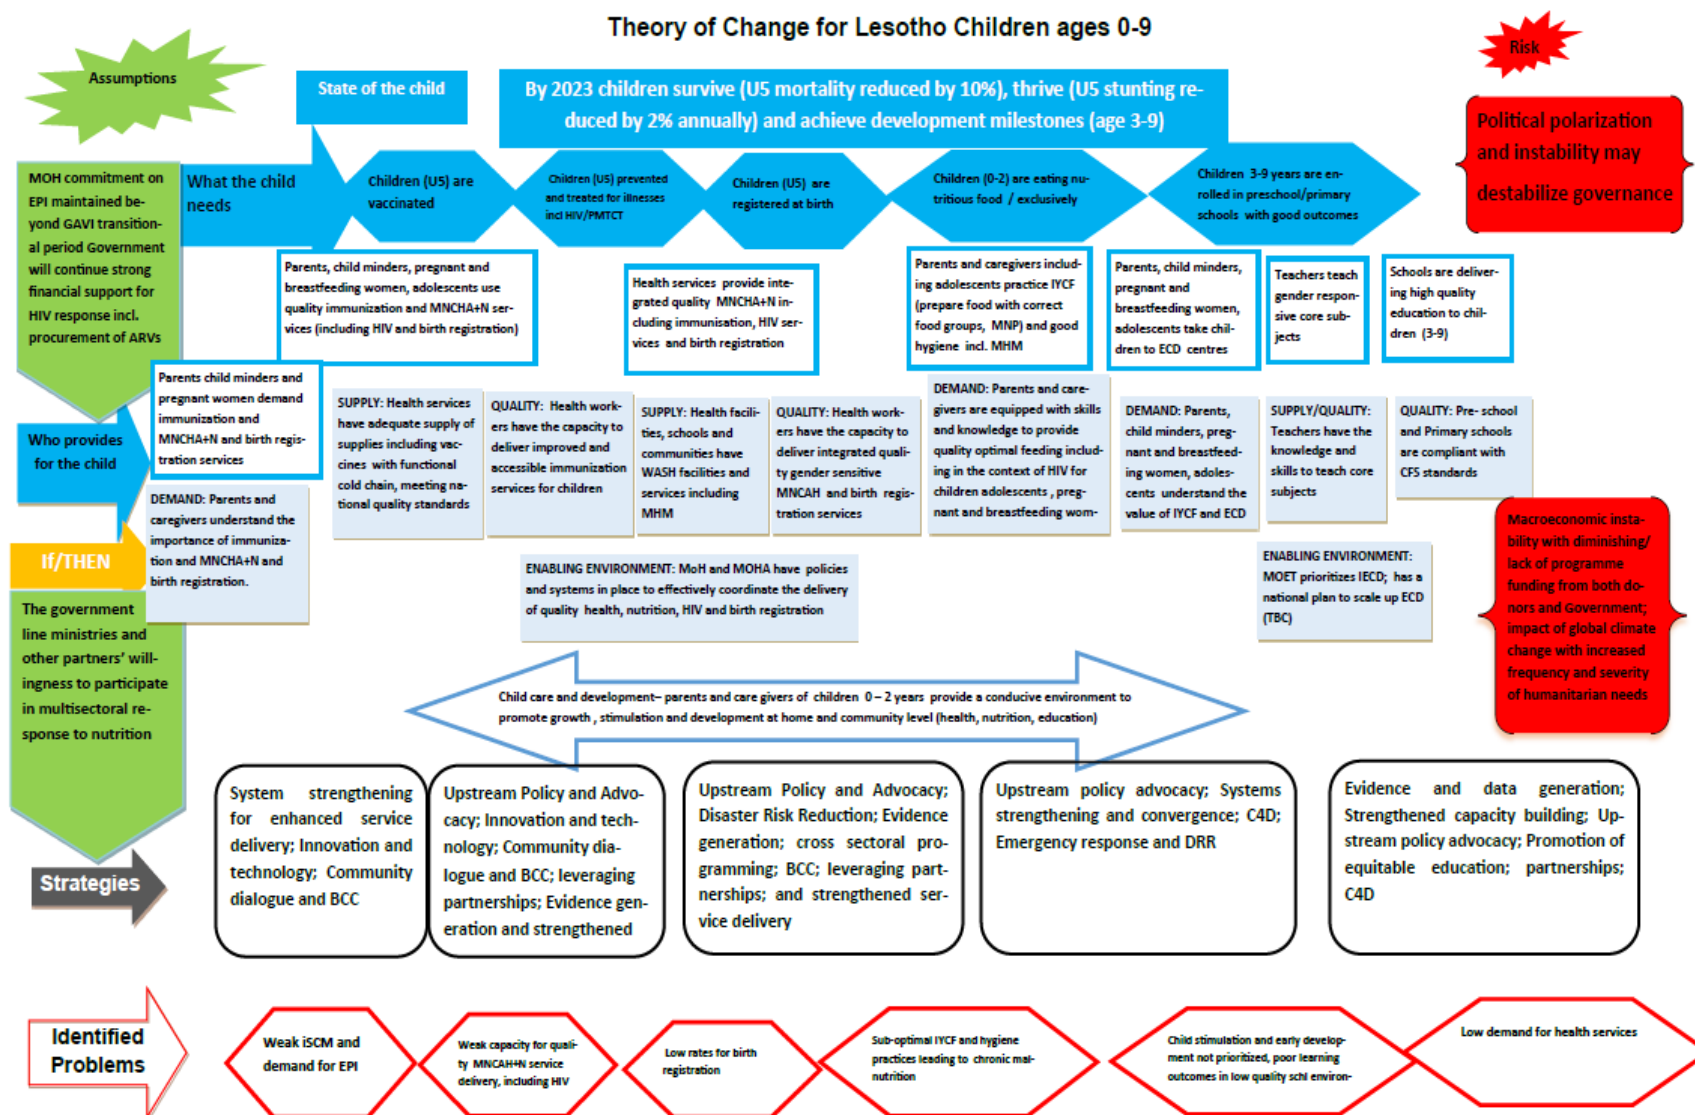 Theory of Change for Lesotho Children ages 0-9
Assumptions
Risk
State of the child
By 2023 children survive (U5 mortality reduced by 10%), thrive (U5 stunting re-
duced by 2% annually) and achieve development milestones (age 3-9)
Political polarization
and instability may
destabilize governance
MOH commitment on
EPI maintained be-
yond GAVI transition-
al period Government
will continue strong
financial support for
HIV response incl.
procurement of ARVs
What the child
needs
Children (U5) are
vaccinated
Children (U5) prevented
and treated for illnesses
incl HIV/PMTCT
Children (U5) are
registered at birth
Children (0-2) are eating nu-
tritious food / exclusively
Children 3-9 years are en-
rolled in preschool/primary
schools with good outcomes
Parents, child minders, pregnant and
breastfeeding women, adolescents use
quality immunization and MNCHA+N ser-
vices (including HIV and birth registration)
Health services provide inte-
grated quality MNCHA+N in-
cluding immunisation, HIV ser-
vices and birth registration
Parents and caregivers includ-
ing adolescents practice IYCF
(prepare food with correct
food groups, MNP) and good
hygiene incl. MHM
Parents, child minders,
pregnant and
breastfeeding women,
adolescents take chil-
dren to ECD centres
Teachers teach
gender respon-
sive core sub-
jects
Schools are deliver-
ing high quality
education to chil-
dren (3-9)
Who provides
for the child
Parents child minders and
pregnant women demand
immunization and
MNCHA+N and birth regis-
tration services
SUPPLY: Health services
have adequate supply of
supplies including vac-
cines with functional
cold chain, meeting na-
tional quality standards
QUALITY: Health work-
ers have the capacity to
deliver improved and
accessible immunization
services for children
SUPPLY: Health facili-
ties, schools and
communities have
WASH facilities and
services including
MHM
QUALITY: Health work-
ers have the capacity to
deliver integrated quali-
ty gender sensitive
MNCAH and birth regis-
tration services
DEMAND: Parents and care-
givers are equipped with skills
and knowledge to provide
quality optimal feeding includ-
ing in the context of HIV for
children adolescents , preg-
nant and breastfeeding wom-
DEMAND: Parents,
child minders, preg-
nant and breastfeed-
ing women, adoles-
cents understand the
value of IYCF and ECD
SUPPLY/QUALITY:
Teachers have the
knowledge and
skills to teach core
subjects
QUALITY: Pre- school
and Primary schools
are compliant with
CFS standards
DEMAND: Parents and
caregivers understand the
importance of immuniza-
tion and MNCHA+N and
birth registration.
If/THEN
ENABLING ENVIRONMENT: MoH and MOHA have policies
and systems in place to effectively coordinate the delivery
of quality health, nutrition, HIV and birth registration
ENABLING ENVIRONMENT:
MOET prioritizes IECD; has a
national plan to scale up ECD
(TBC)
Macroeconomic insta-
bility with diminishing/
lack of programme
funding from both do-
nors and Government;
impact of global climate
change with increased
frequency and severity
of humanitarian needs
The government
line ministries and
other partners' will-
ingness to participate
in multisectoral re-
sponse to nutrition
Child care and development– parents and care givers of children 0 – 2 years provide a conducive environment to
promote growth , stimulation and development at home and community level (health, nutrition, education)
Strategies
System strengthening
for enhanced service
delivery; Innovation and
technology; Community
dialogue and BCC
Upstream Policy and Advo-
cacy; Innovation and tech-
nology; Community dia-
logue and BCC; leveraging
partnerships; Evidence gen-
eration and strengthened
Upstream Policy and Advocacy;
Disaster Risk Reduction; Evidence
generation; cross sectoral pro-
gramming; BCC; leveraging part-
nerships; and strengthened ser-
vice delivery
Upstream policy advocacy; Systems
strengthening and convergence; C4D;
Emergency response and DRR
Evidence and data generation;
Strengthened capacity building; Up-
stream policy advocacy; Promotion of
equitable education; partnerships;
C4D
Identified
Problems
Weak iSCM and
demand for EPI
Weak capacity for quali-
ty MNCAH+N service
delivery, including HIV
Low rates for birth
registration
Sub-optimal IYCF and hygiene
practices leading to chronic mal-
nutrition
Child stimulation and early develop-
ment not prioritized, poor learning
outcomes in low quality schl environ-
Low demand for health services